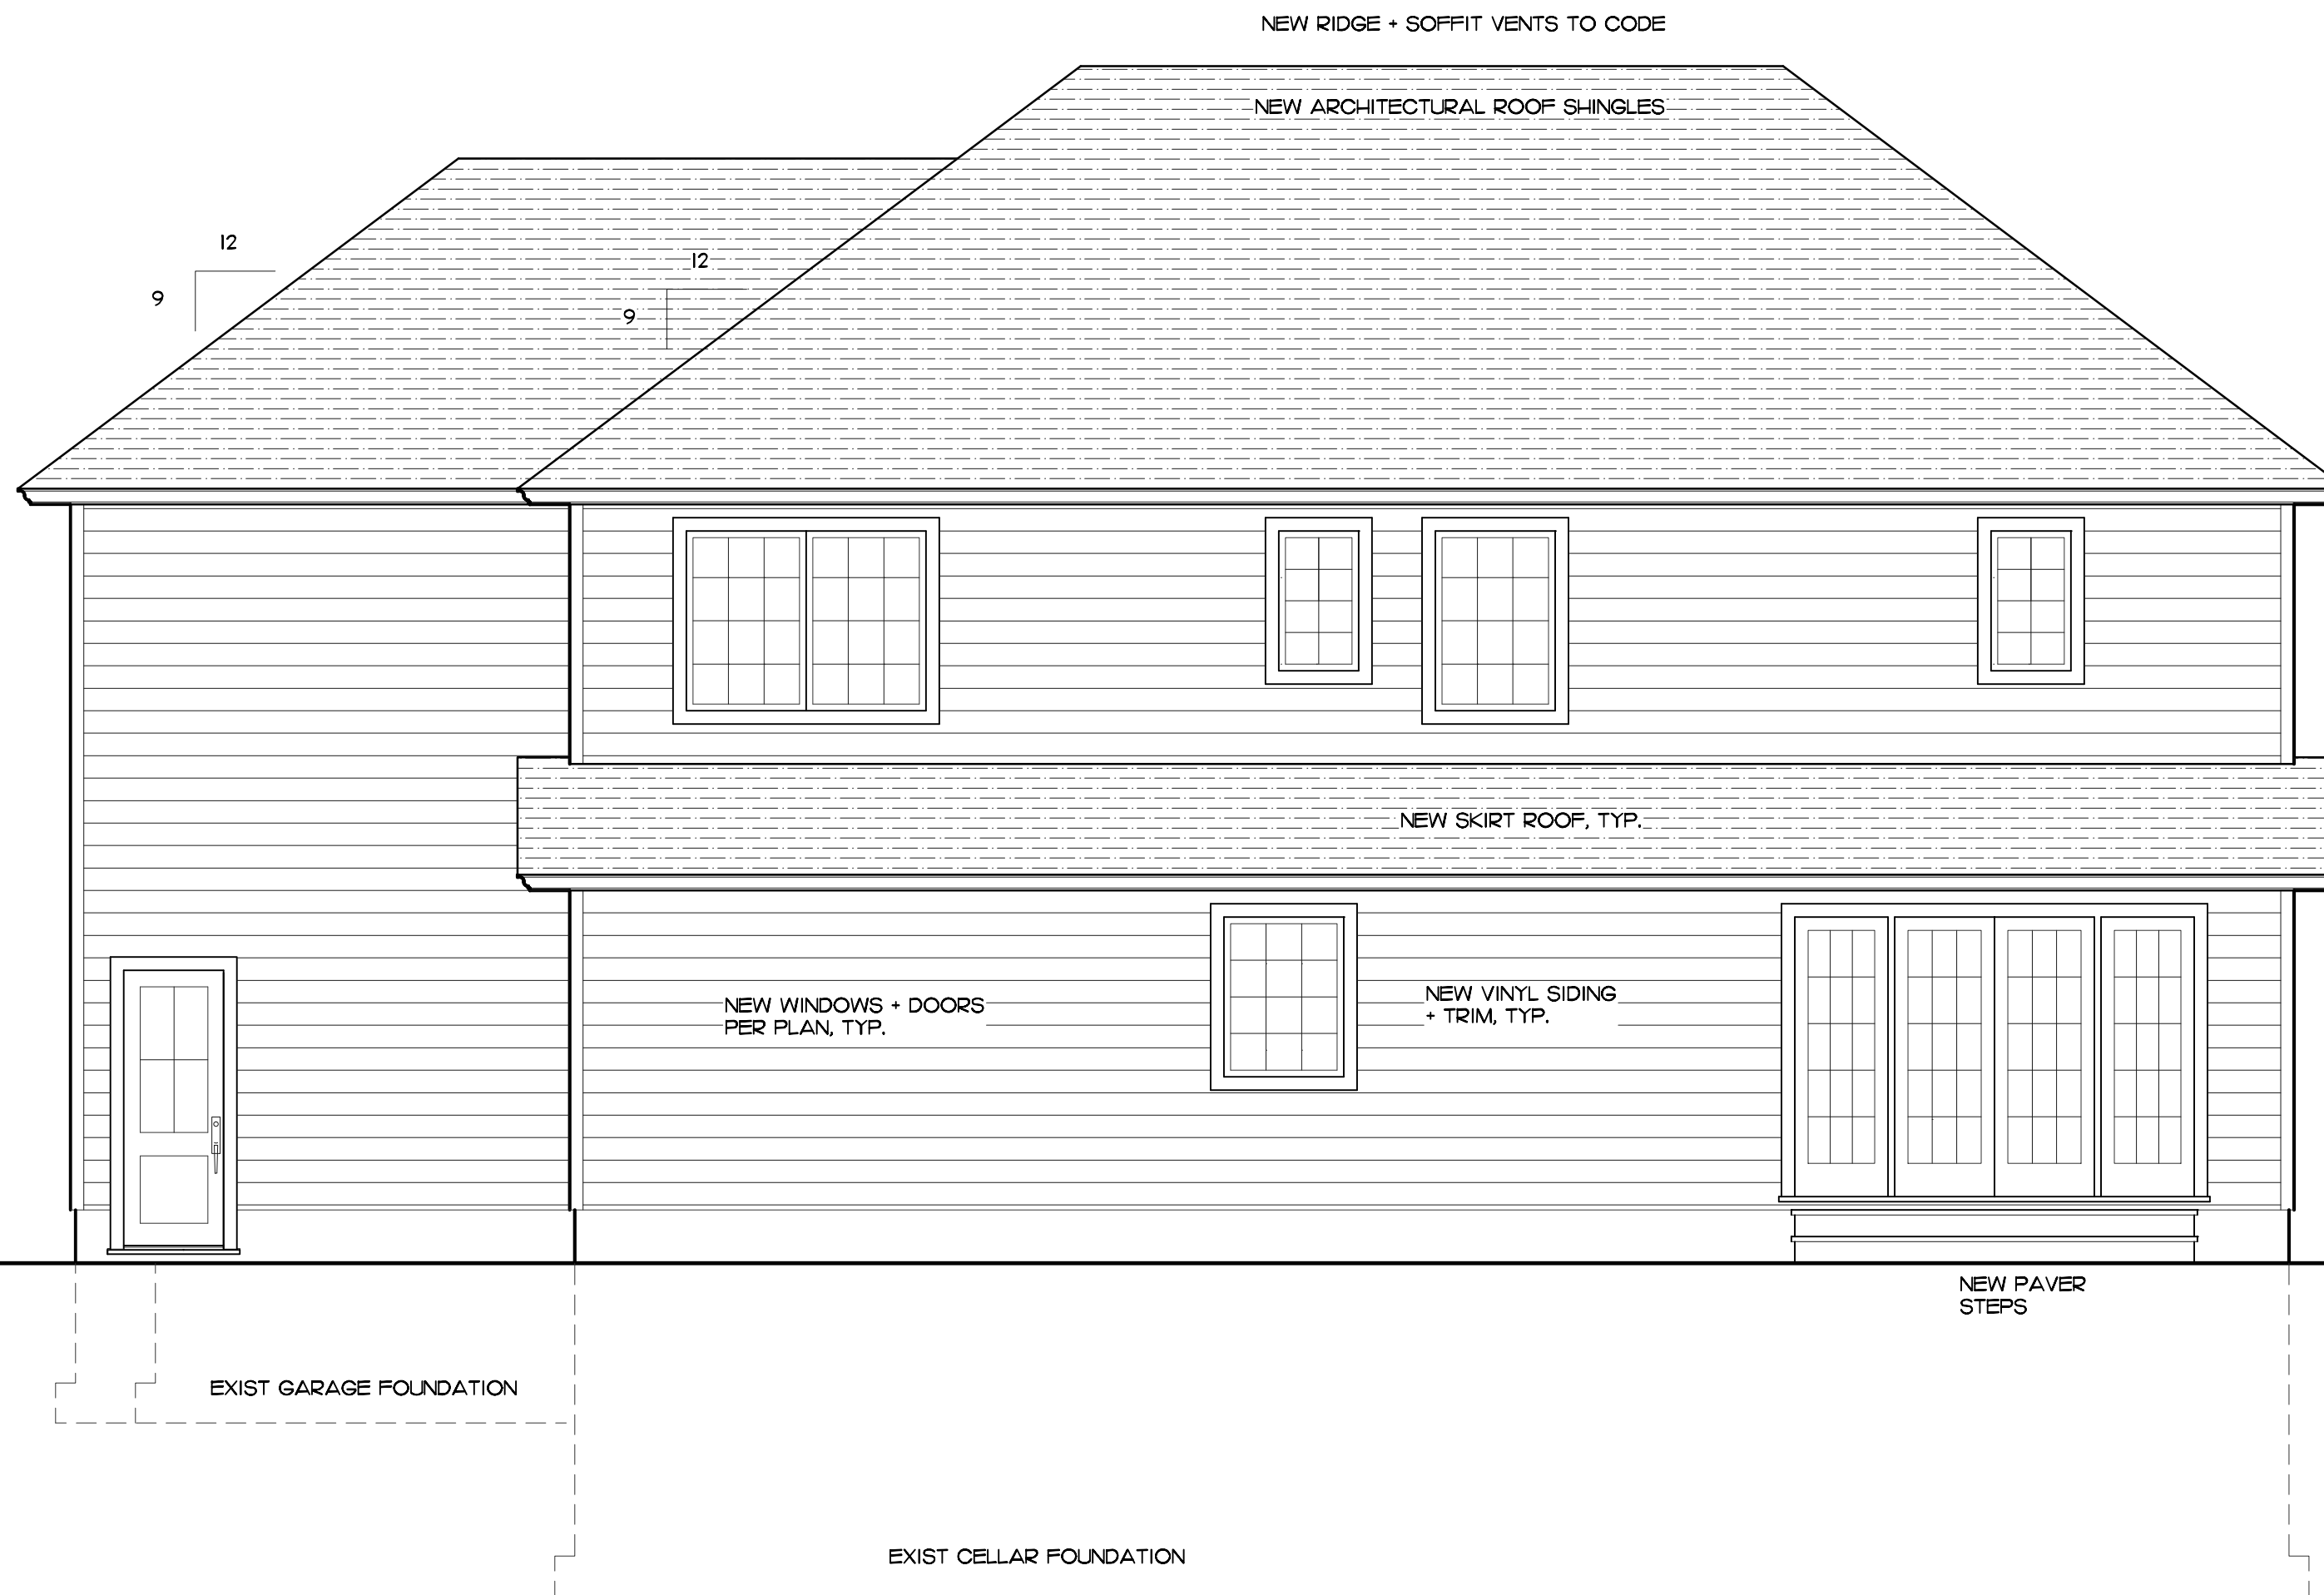 NEW RIDGE + SOFFIT VENTS TO CODE
NEW ARCHITECTURAL ROOF SHINGLES
12
9
12
9
NEW SKIRT ROOF, TYP.
NEW WINDOWS + DOORS
PER PLAN, TYP.
NEW VINYL SIDING
+ TRIM, TYP.
NEW PAVER
STEPS
EXIST GARAGE FOUNDATION
EXIST CELLAR FOUNDATION